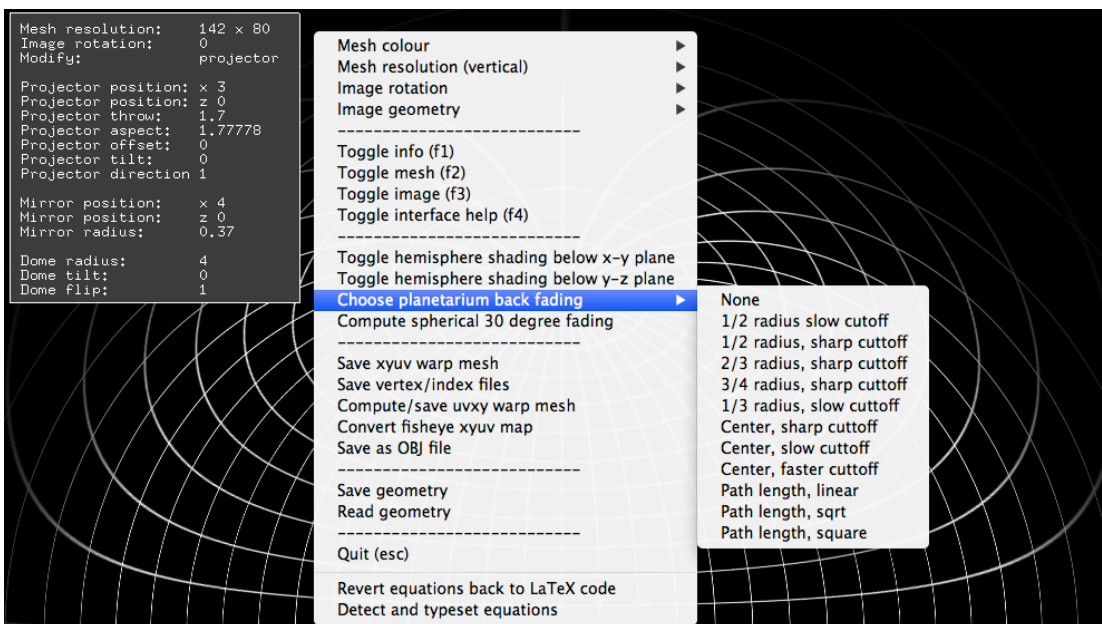 Mesh resolution: 142 x 80
Image rotation: 0
Modify: projector
Projector position: x 3
Projector position: z 0
Projector throw: 1.7
Projector aspect: 1.77778
Projector offset: 0
Projector tilt: 0
Projector direction 1
Mirror position: x 4
Mirror position: z 0
Mirror radius: 0.37
Dome radius: 4
Dome tilt: 0
Dome flip: 1
Mesh colour
Mesh resolution (vertical)
Image rotation
Image geometry
---------------------------
Toggle info (f1)
Toggle mesh (f2)
Toggle image (f3)
Toggle interface help (f4)
---------------------------
Toggle hemisphere shading below x-y plane
Toggle hemisphere shading below y-z plane
Choose planetarium back fading
Compute spherical 30 degree fading
---------------------------
Save xyuv warp mesh
Save vertex/index files
Compute/save uvxy warp mesh
Convert fisheye xyuv map
Save as OBJ file
---------------------------
Save geometry
Read geometry
---------------------------
Quit (esc)
Revert equations back to LaTeX code
Detect and typeset equations
None
1/2 radius slow cutoff
1/2 radius, sharp cuttoff
2/3 radius, sharp cuttoff
3/4 radius, sharp cuttoff
1/3 radius, slow cuttoff
Center, sharp cuttoff
Center, slow cuttoff
Center, faster cuttoff
Path length, linear
Path length, sqrt
Path length, square